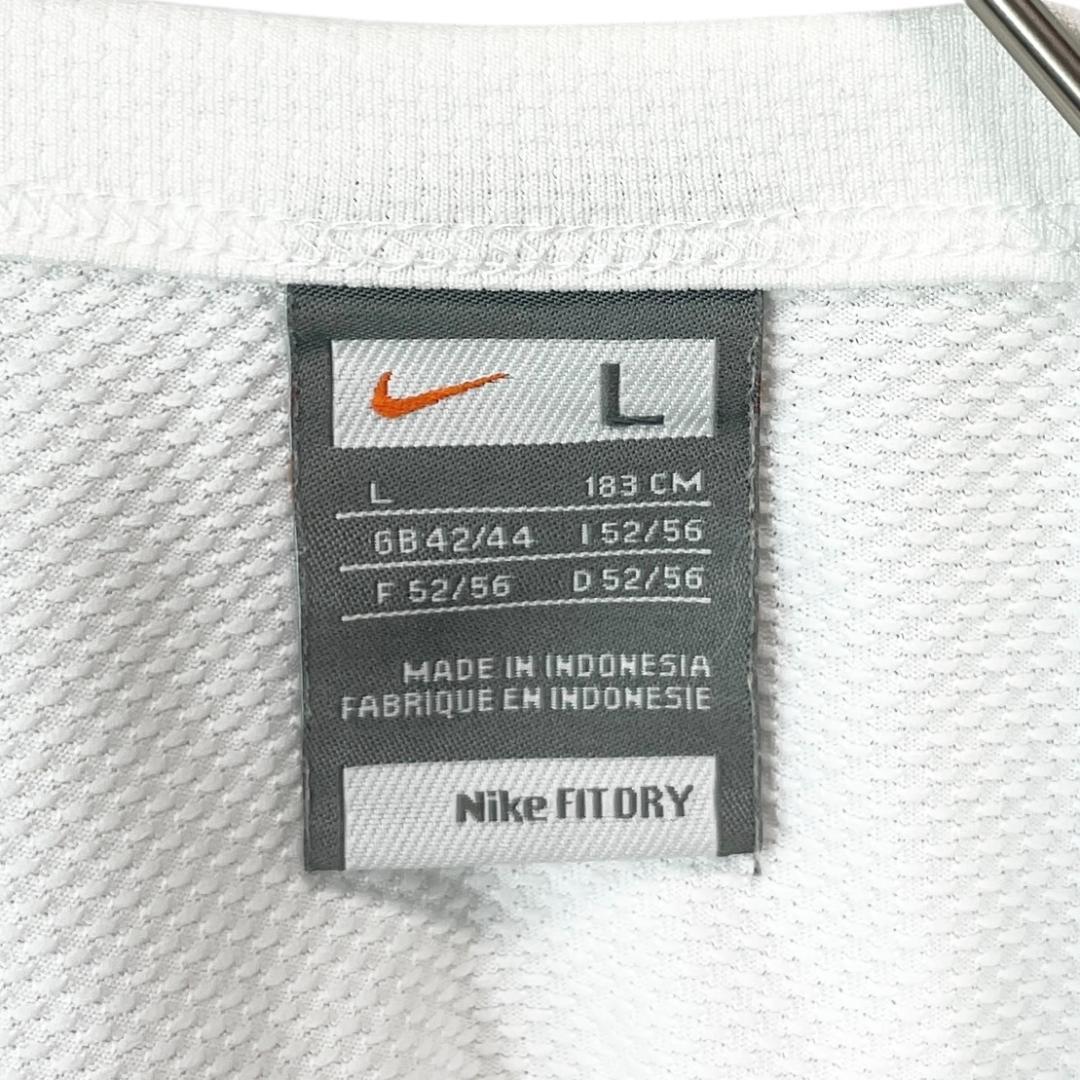 L
L 183 CM
GB 42/44 I 52/56
F 52/56 D 52/56
MADE IN INDONESIA
FABRIQUE EN INDONESIE
Nike FIT DRY